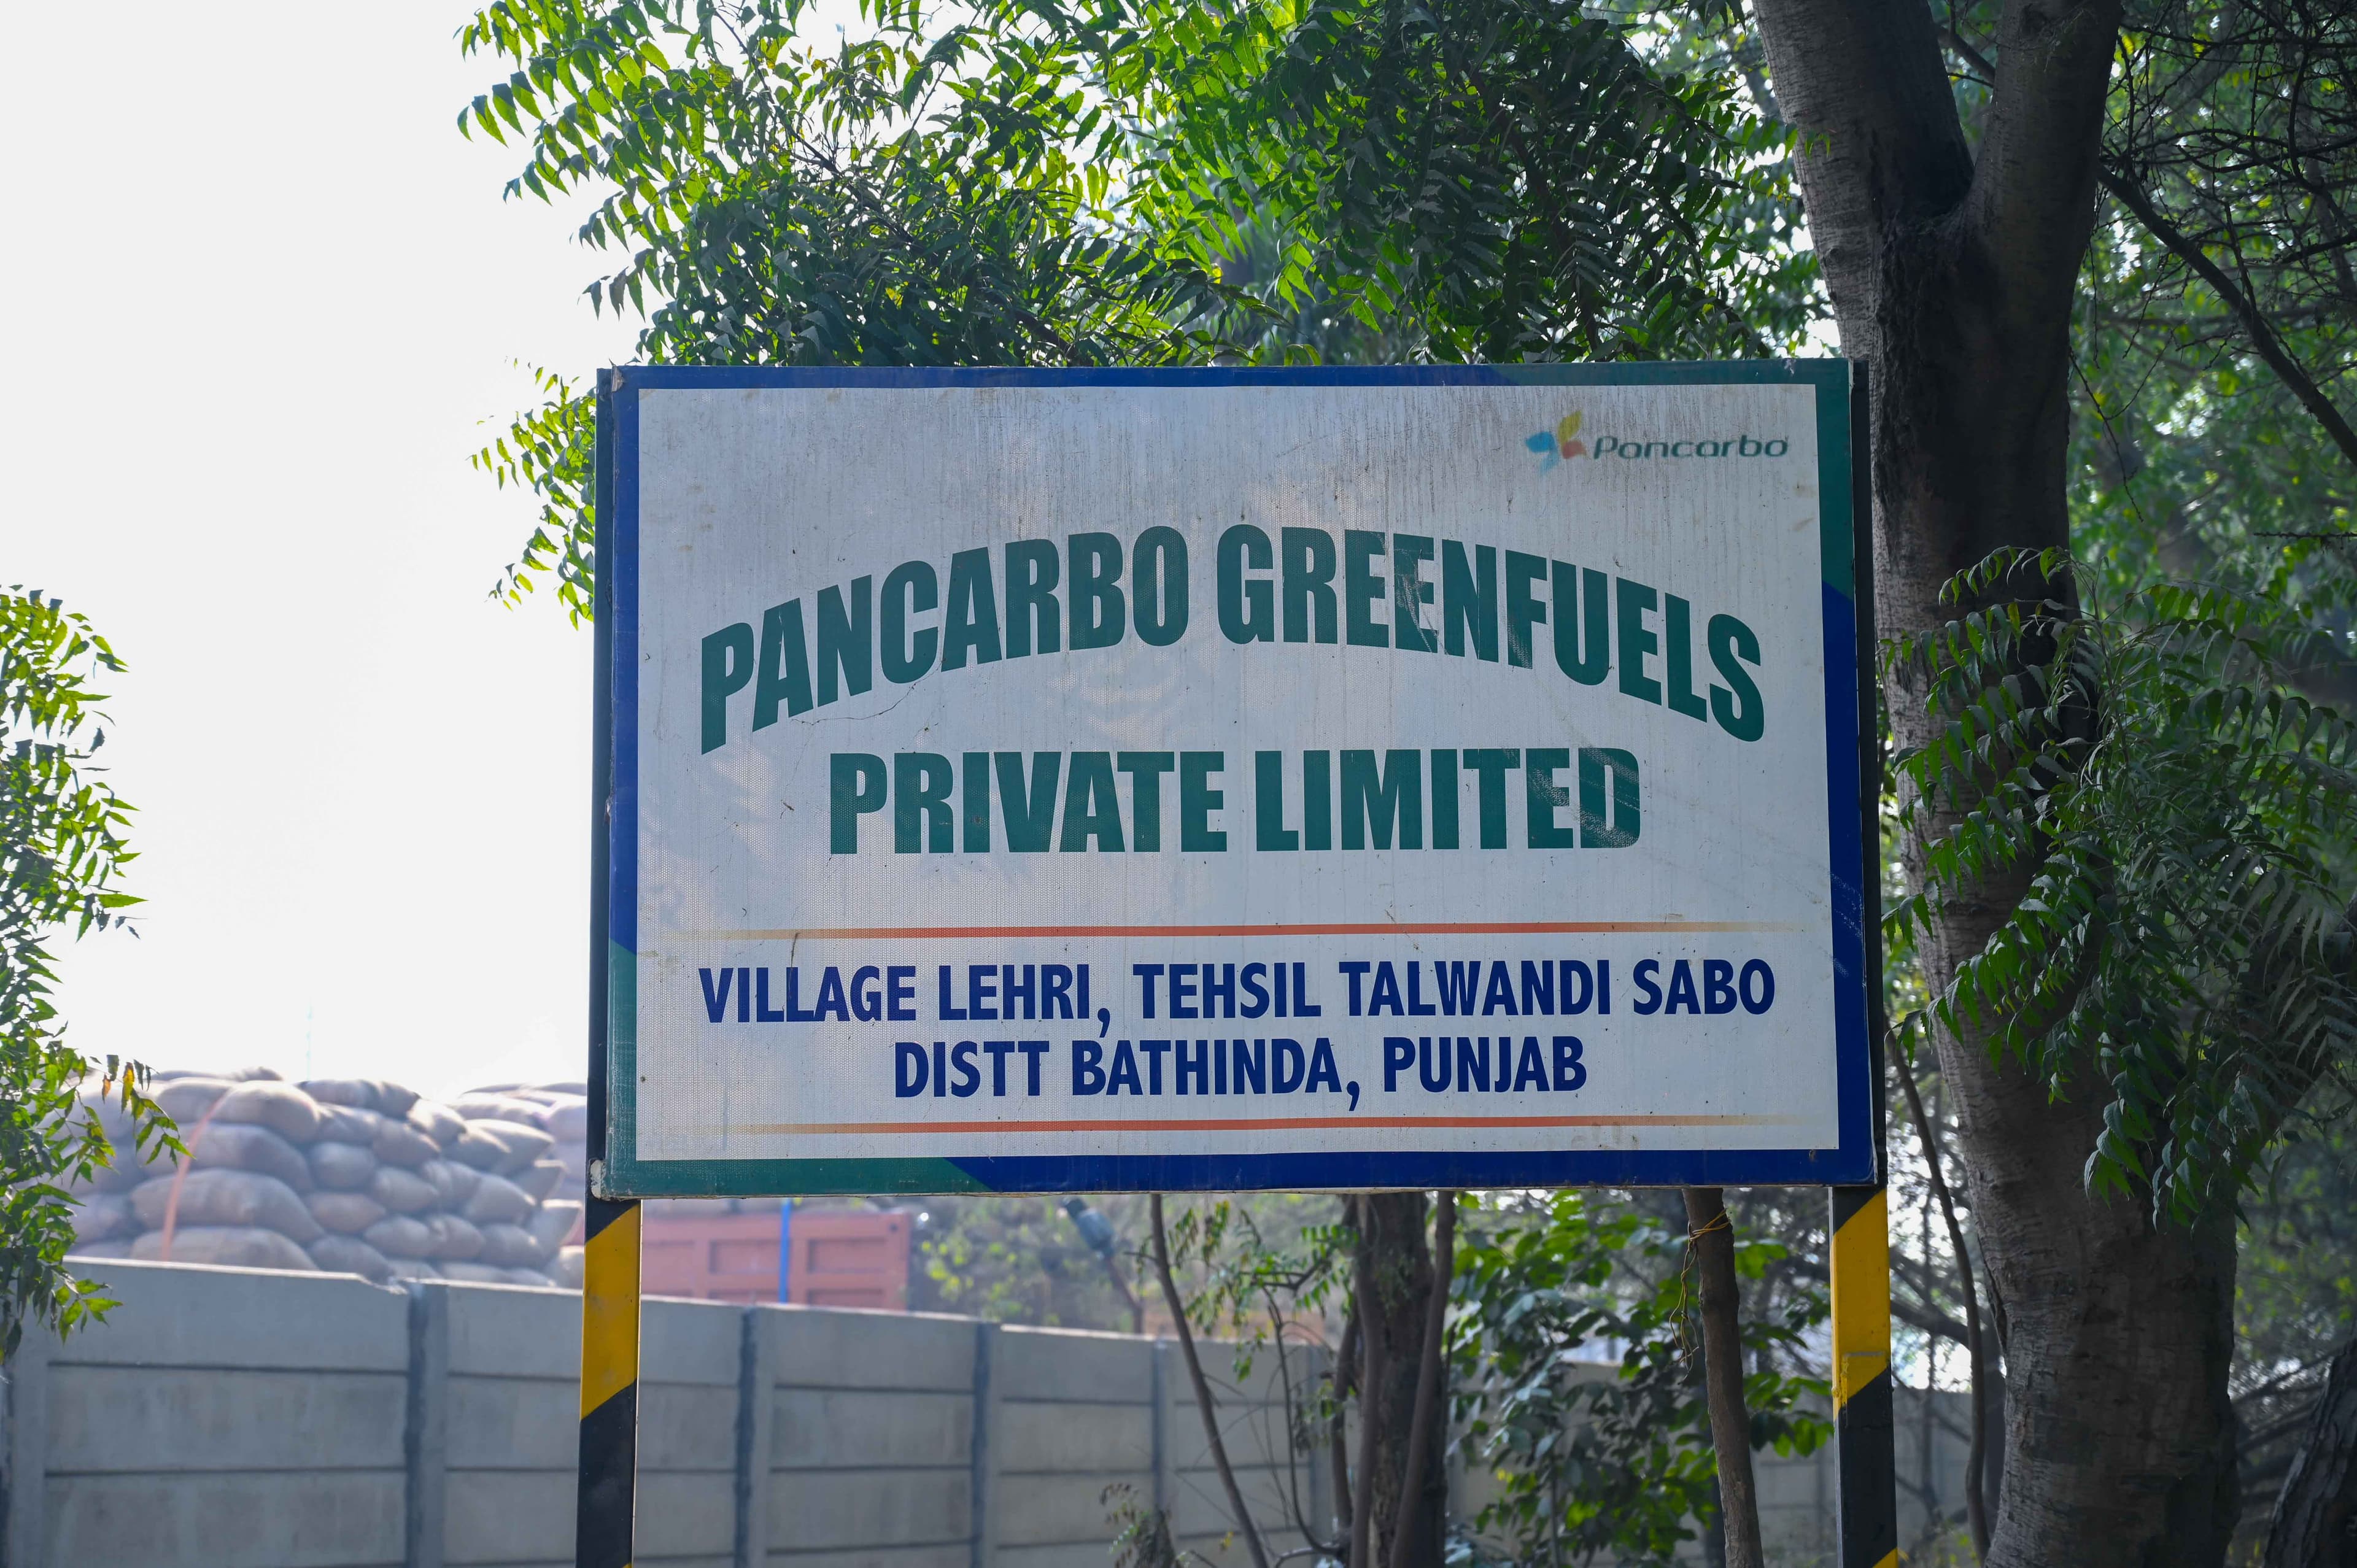 Pancarbo
PANCARBO GREENFUELS
PRIVATE LIMITED
VILLAGE LEHRI, TEHSIL TALWANDI SABO
DISTT BATHINDA, PUNJAB